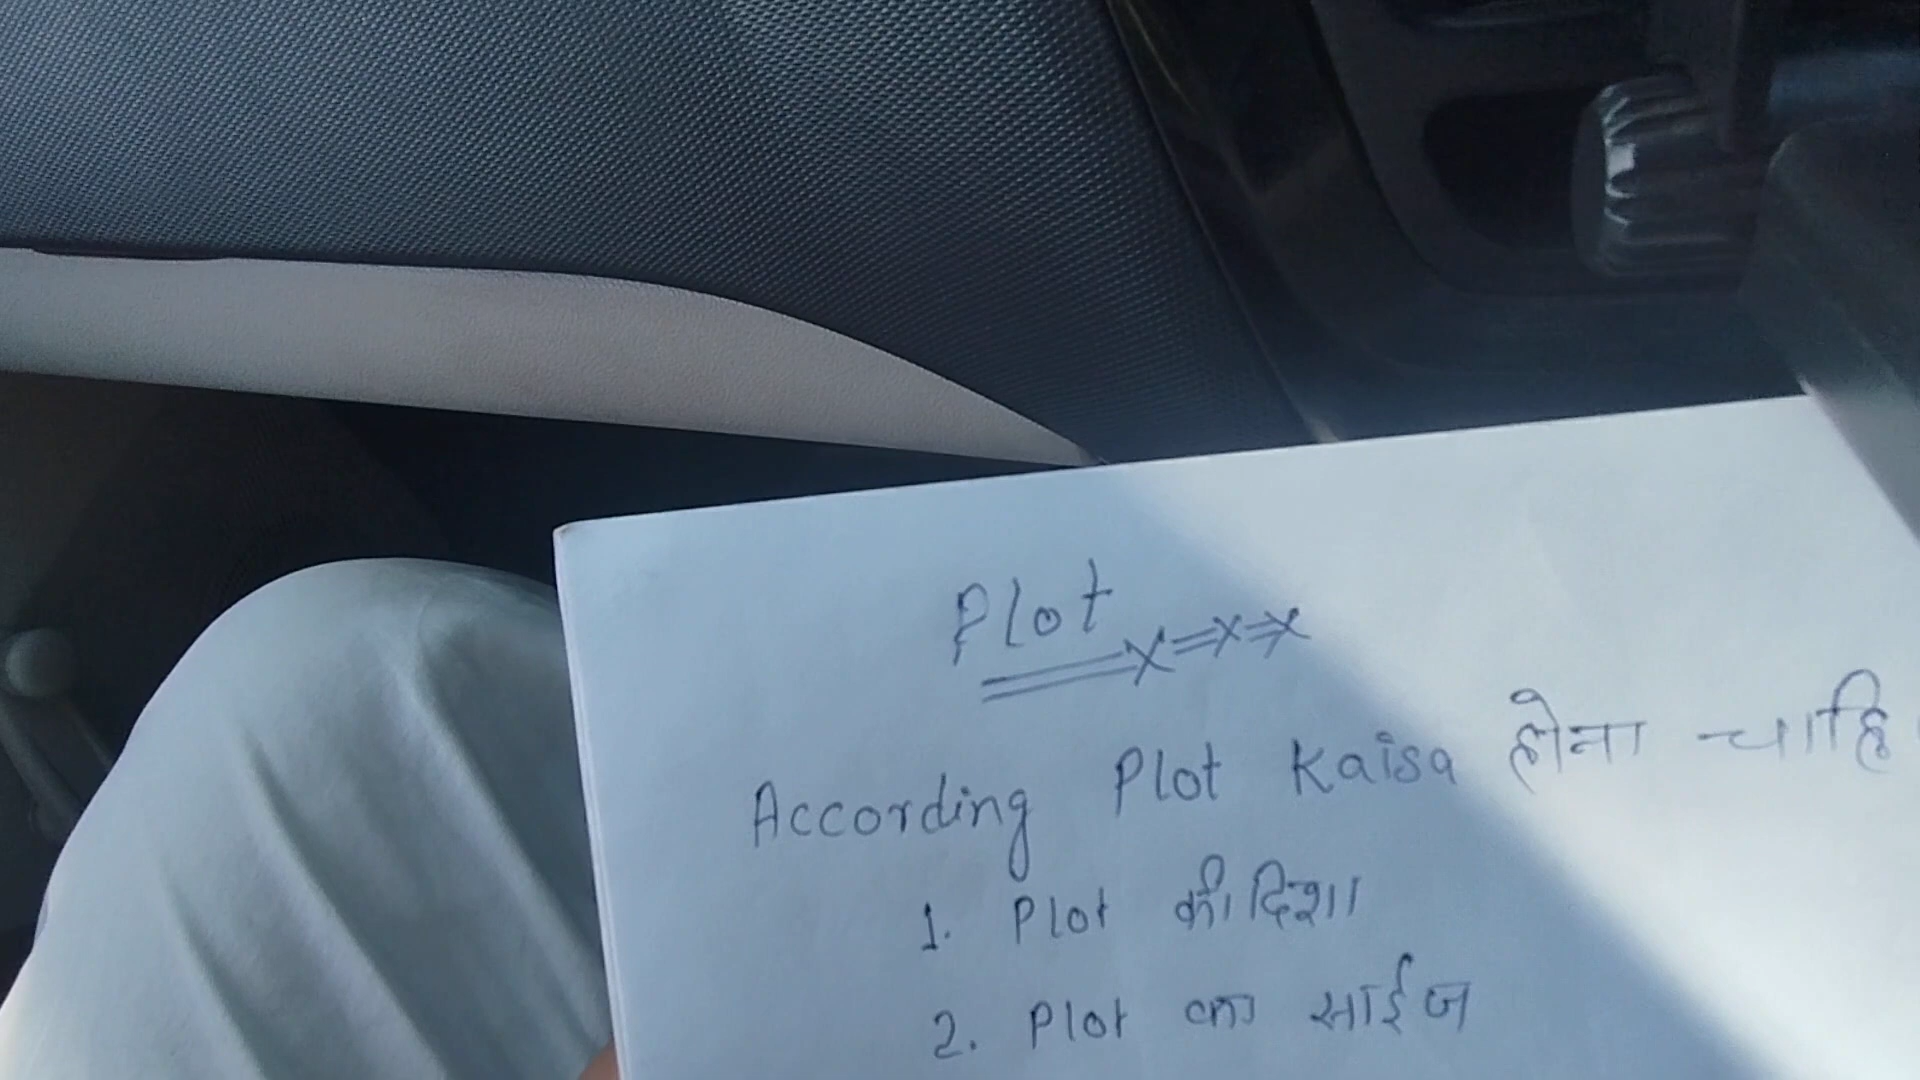 Plot
According Plot Kaisa होना चाहि
1. Plot की दिशा
2. Plot का साईज